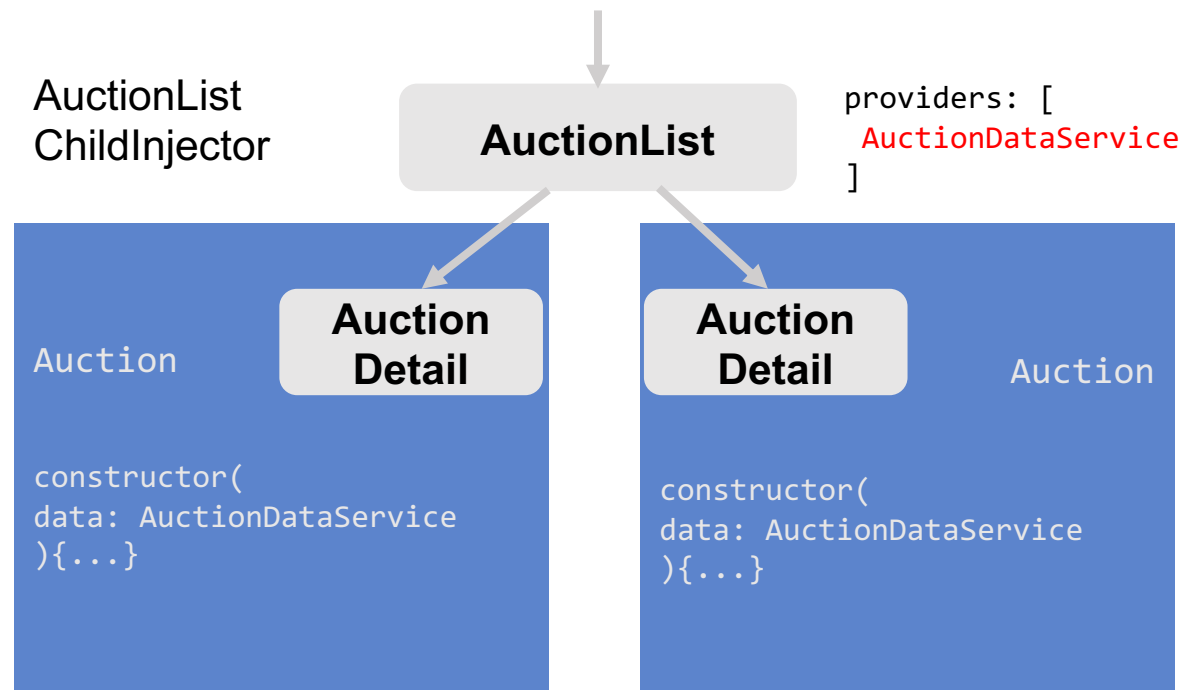 AuctionList
ChildInjector
AuctionList
providers: [
AuctionDataService
]
Auction
Auction
Detail
constructor(
data: AuctionDataService
){...}
Auction
Detail
Auction
constructor(
data: AuctionDataService
){...}